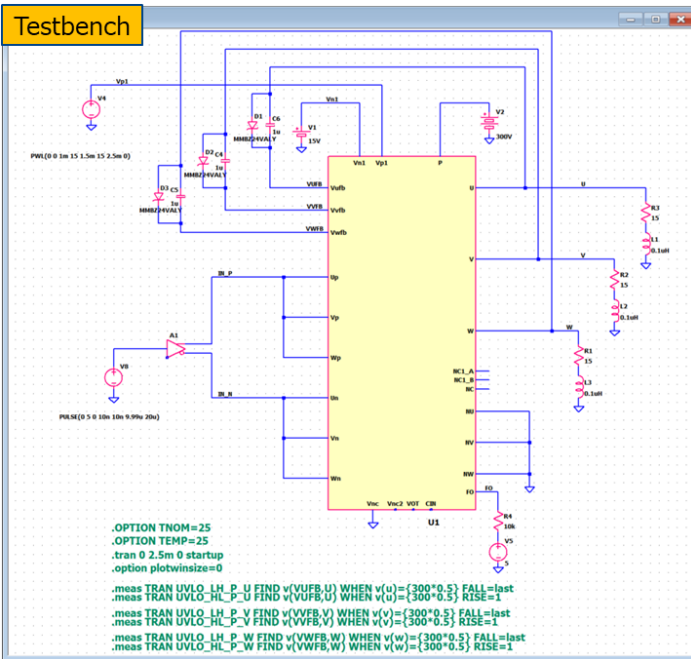 Testbench
V4
Vp1
PWL(0 0 1m 15 1.5m 15 2.5m 0)
D1
MMBZ24VALY
C6
1u
Vn1
V1
15V
V2
300V
D2
MMBZ24VALY
C4
1u
D3
MMBZ24VALY
C5
1u
VUFB
VVFB
VWFB
Vn1
Vp1
P
Vufb
Vvfb
Vwfb
Up
Vp
Wp
Un
Vn
Wn
U
V
W
NC1_A
NC1_B
NC
NU
NV
NW
FO
Vnc
Vnc2
VOT
CIN
U1
U
R3
15
L1
0.1uH
V
R2
15
L2
0.1uH
W
R1
15
L3
0.1uH
IN_P
A1
V8
IN_N
PULSE(0 5 0 10n 10n 9.99u 20u)
FO
R4
10k
V5
5
.OPTION TNOM=25
.OPTION TEMP=25
.tran 0 2.5m 0 startup
.option plotwinsize=0
.meas TRAN UVLO_LH_P_U FIND v(VUFB,U) WHEN v(u)={300*0.5} FALL=last
.meas TRAN UVLO_HL_P_U FIND v(VUFB,U) WHEN v(u)={300*0.5} RISE=1
.meas TRAN UVLO_LH_P_V FIND v(VVFB,V) WHEN v(v)={300*0.5} FALL=last
.meas TRAN UVLO_HL_P_V FIND v(VVFB,V) WHEN v(v)={300*0.5} RISE=1
.meas TRAN UVLO_LH_P_W FIND v(VWFB,W) WHEN v(w)={300*0.5} FALL=last
.meas TRAN UVLO_HL_P_W FIND v(VWFB,W) WHEN v(w)={300*0.5} RISE=1